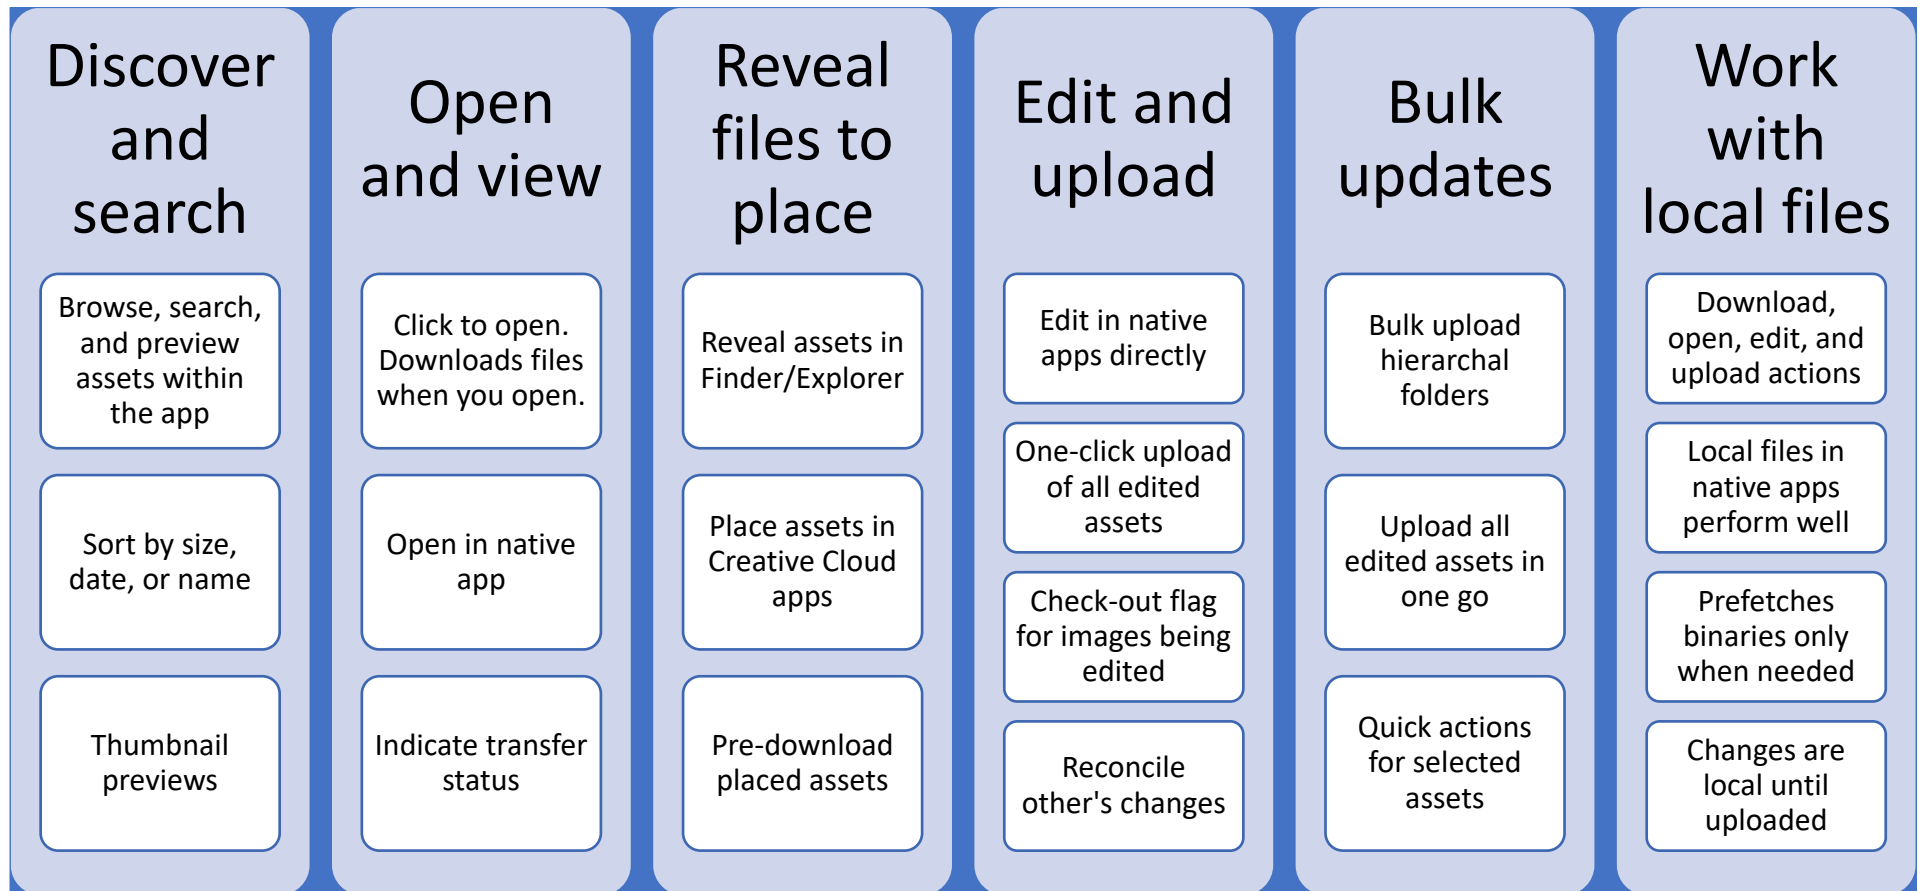 Discover
and
search
Browse, search,
and preview
assets within
the app
Sort by size,
date, or name
Thumbnail
previews
Open
and view
Click to open.
Downloads files
when you open.
Open in native
app
Indicate transfer
status
Reveal
files to
place
Reveal assets in
Finder/Explorer
Place assets in
Creative Cloud
apps
Pre-download
placed assets
Edit and
upload
Edit in native
apps directly
One-click upload
of all edited
assets
Check-out flag
for images being
edited
Reconcile
other's changes
Bulk
updates
Bulk upload
hierarchal
folders
Upload all
edited assets in
one go
Quick actions
for selected
assets
Work
with
local files
Download,
open, edit, and
upload actions
Local files in
native apps
perform well
Prefetches
binaries only
when needed
Changes are
local until
uploaded